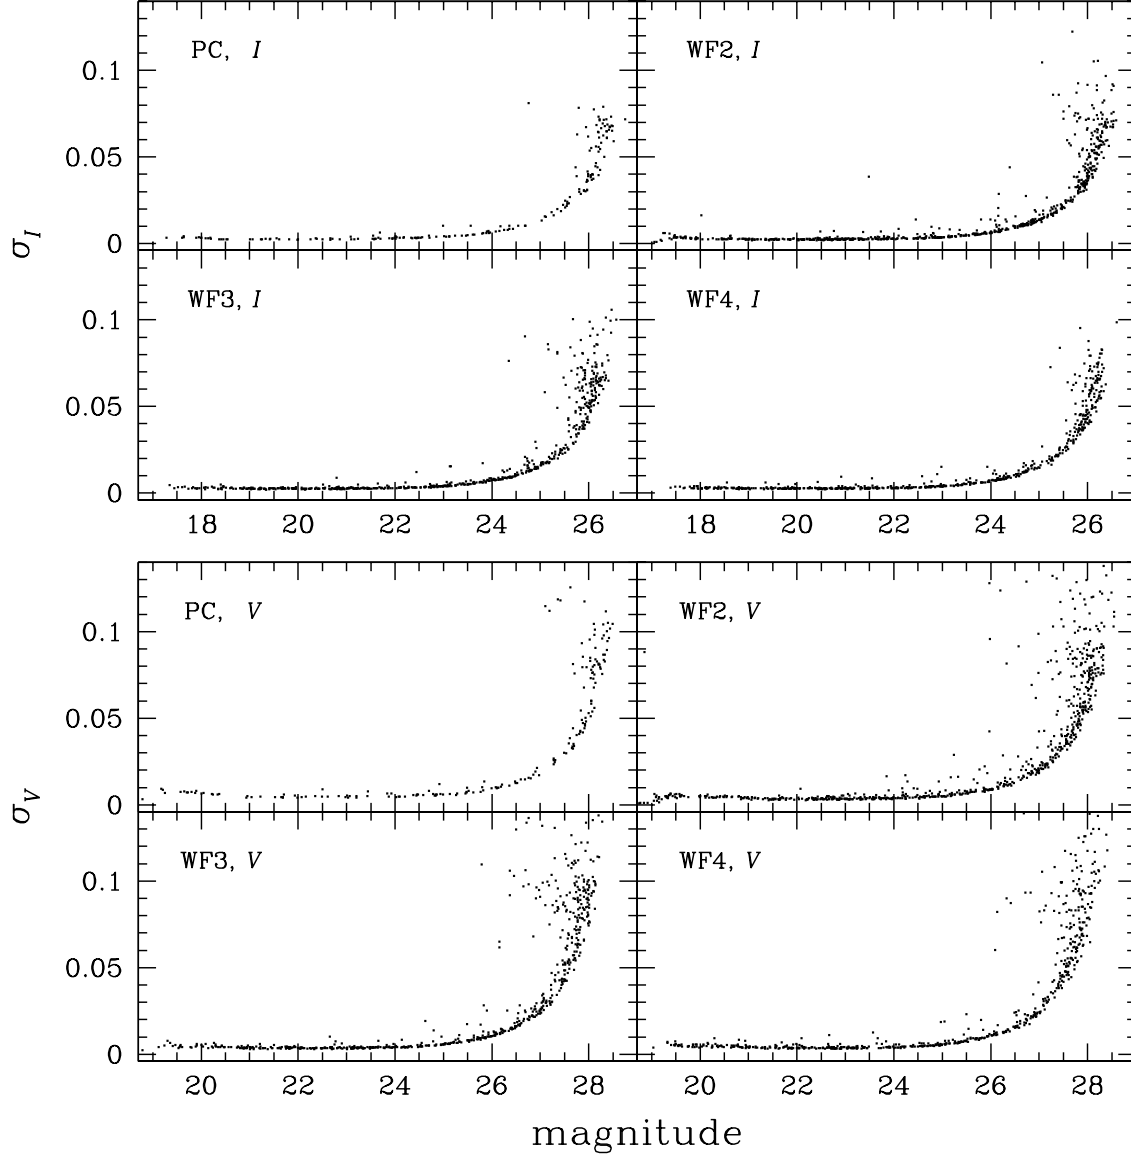 PC, I
WF2, I
0.1
0.05
0
σI
WF3, I
WF4, I
0.1
0.05
0
18 20 22 24 26 18 20 22 24 26
PC, V
WF2, V
0.1
0.05
0
σV
WF3, V
WF4, V
0.1
0.05
0
20 22 24 26 28 20 22 24 26 28
magnitude